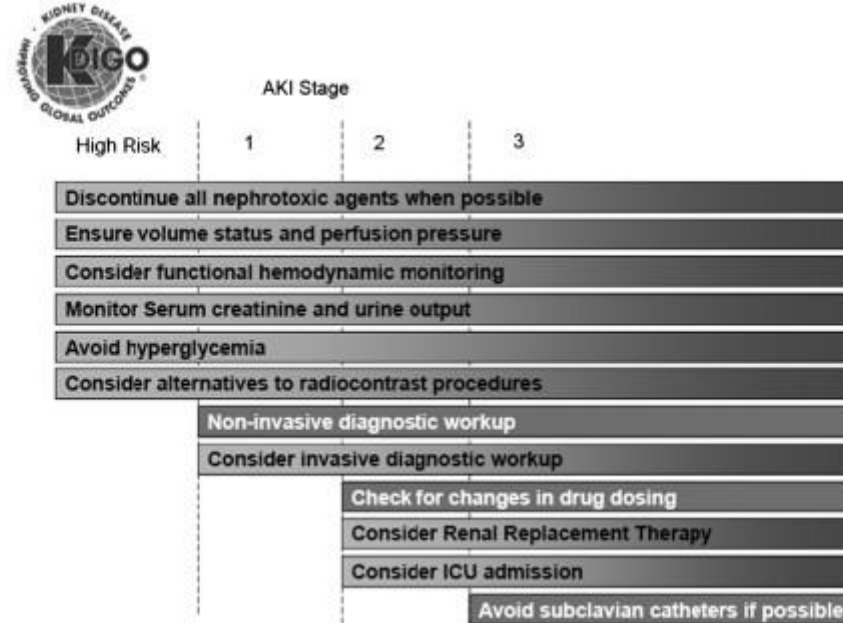 KIDNEY DISEASE
IMPROVING GLOBAL OUTCOMES
KDIGO
®
AKI Stage
High Risk 1 2 3
Discontinue all nephrotoxic agents when possible
Ensure volume status and perfusion pressure
Consider functional hemodynamic monitoring
Monitor Serum creatinine and urine output
Avoid hyperglycemia
Consider alternatives to radiocontrast procedures
Non-invasive diagnostic workup
Consider invasive diagnostic workup
Check for changes in drug dosing
Consider Renal Replacement Therapy
Consider ICU admission
Avoid subclavian catheters if possible